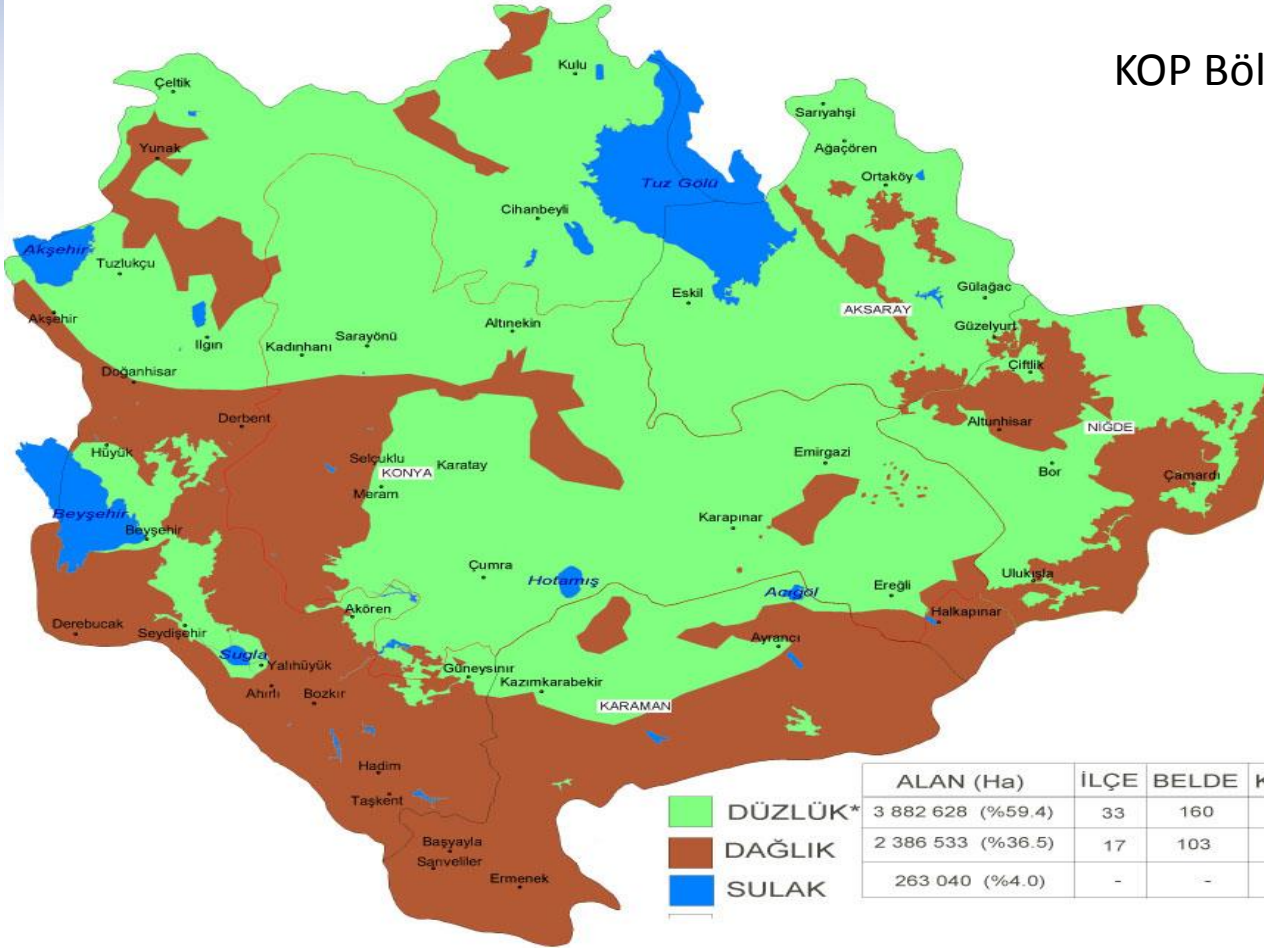 KOP Böl
Kulu
Çeltik
Sarıyahşi
Ağaçören
Yunak
Ortaköy
Tuz Gölü
Cihanbeyli
Akşehir
Tuzlukçu
Eskil
Gülağac
AKSARAY
Akşehir
Altınekin
Güzelyurt
Ilgın
Sarayönü
Kadınhanı
Çiftlik
Doğanhisar
Derbent
Altunhisar
NİĞDE
Hüyük
Selçuklu
Karatay
Emirgazi
KONYA
Bor
Çamardı
Meram
Beyşehir
Beyşehir
Karapınar
Çumra
Hotamış
Ulukışla
Acıgöl
Ereğli
Akören
Halkapınar
Derebucak
Seydişehir
Ayrancı
Sugla
Yalıhüyük
Güneysınır
Kazımkarabekir
Ahırlı
Bozkır
KARAMAN
Hadim
Taşkent
Başyayla
Sarıveliler
Ermenek
ALAN (Ha) İLÇE BELDE K
DÜZLÜK* 3 882 628 (%59.4) 33 160
DAĞLIK 2 386 533 (%36.5) 17 103
SULAK 263 040 (%4.0) - -